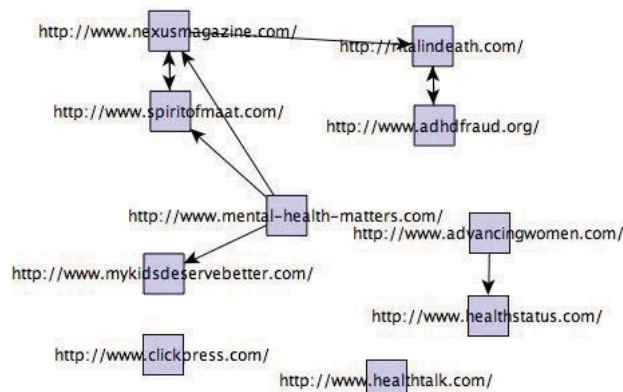 http://www.nexusmagazine.com/
http://ritalindeath.com/
http://www.spiritofmaat.com/
http://www.adhdfraud.org/
http://www.mental-health-matters.com/
http://www.advancingwomen.com/
http://www.mykidsdeservebetter.com/
http://www.healthstatus.com/
http://www.clickpress.com/
http://www.healthtalk.com/